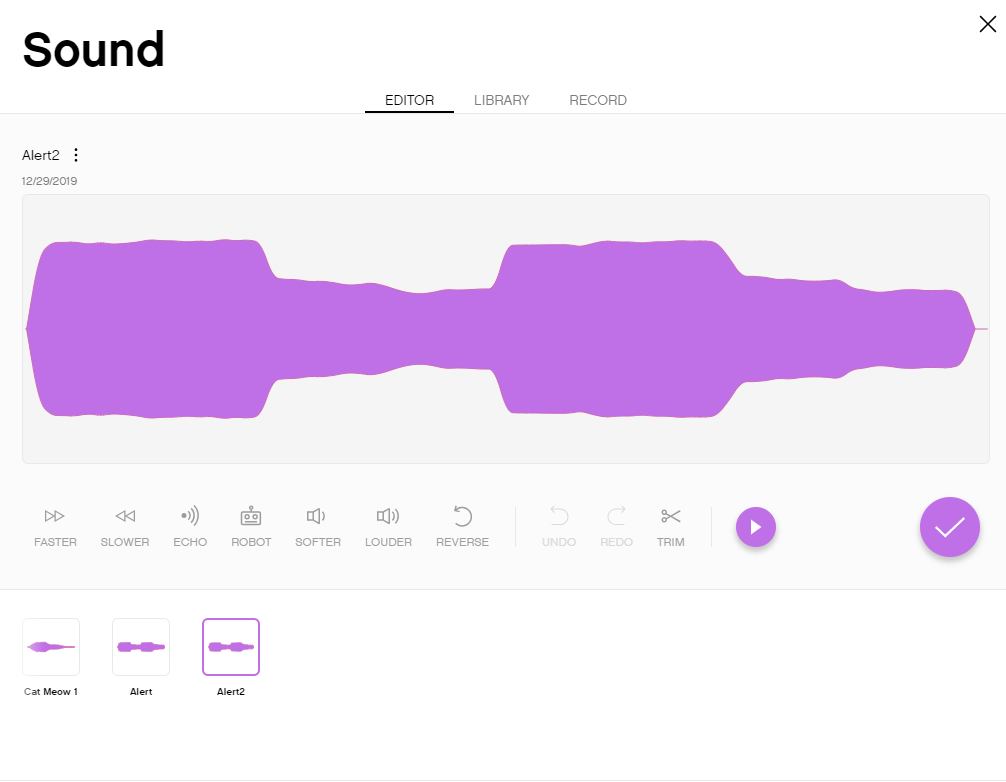 Sound
EDITOR LIBRARY RECORD
Alert2
12/29/2019
FASTER SLOWER ECHO ROBOT SOFTER LOUDER REVERSE UNDO REDO TRIM
Cat Meow 1 Alert Alert2